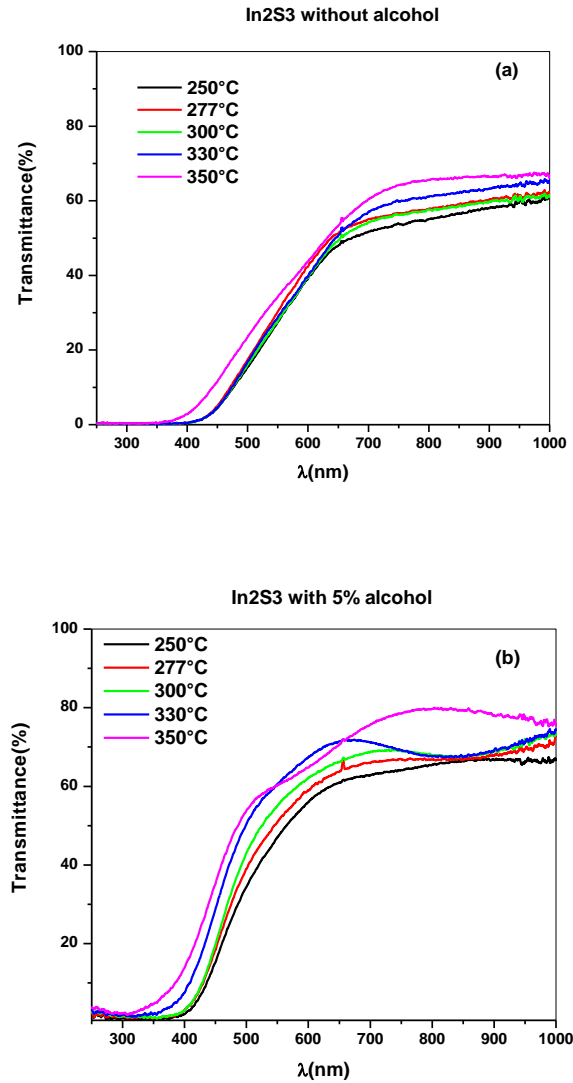 In2S3 without alcohol
(a)
250°C
277°C
300°C
330°C
350°C
100
80
60
40
20
0
Transmittance(%)
300 400 500 600 700 800 900 1000
λ(nm)
In2S3 with 5% alcohol
(b)
250°C
277°C
300°C
330°C
350°C
100
80
60
40
20
Transmittance(%)
300 400 500 600 700 800 900 1000
λ(nm)